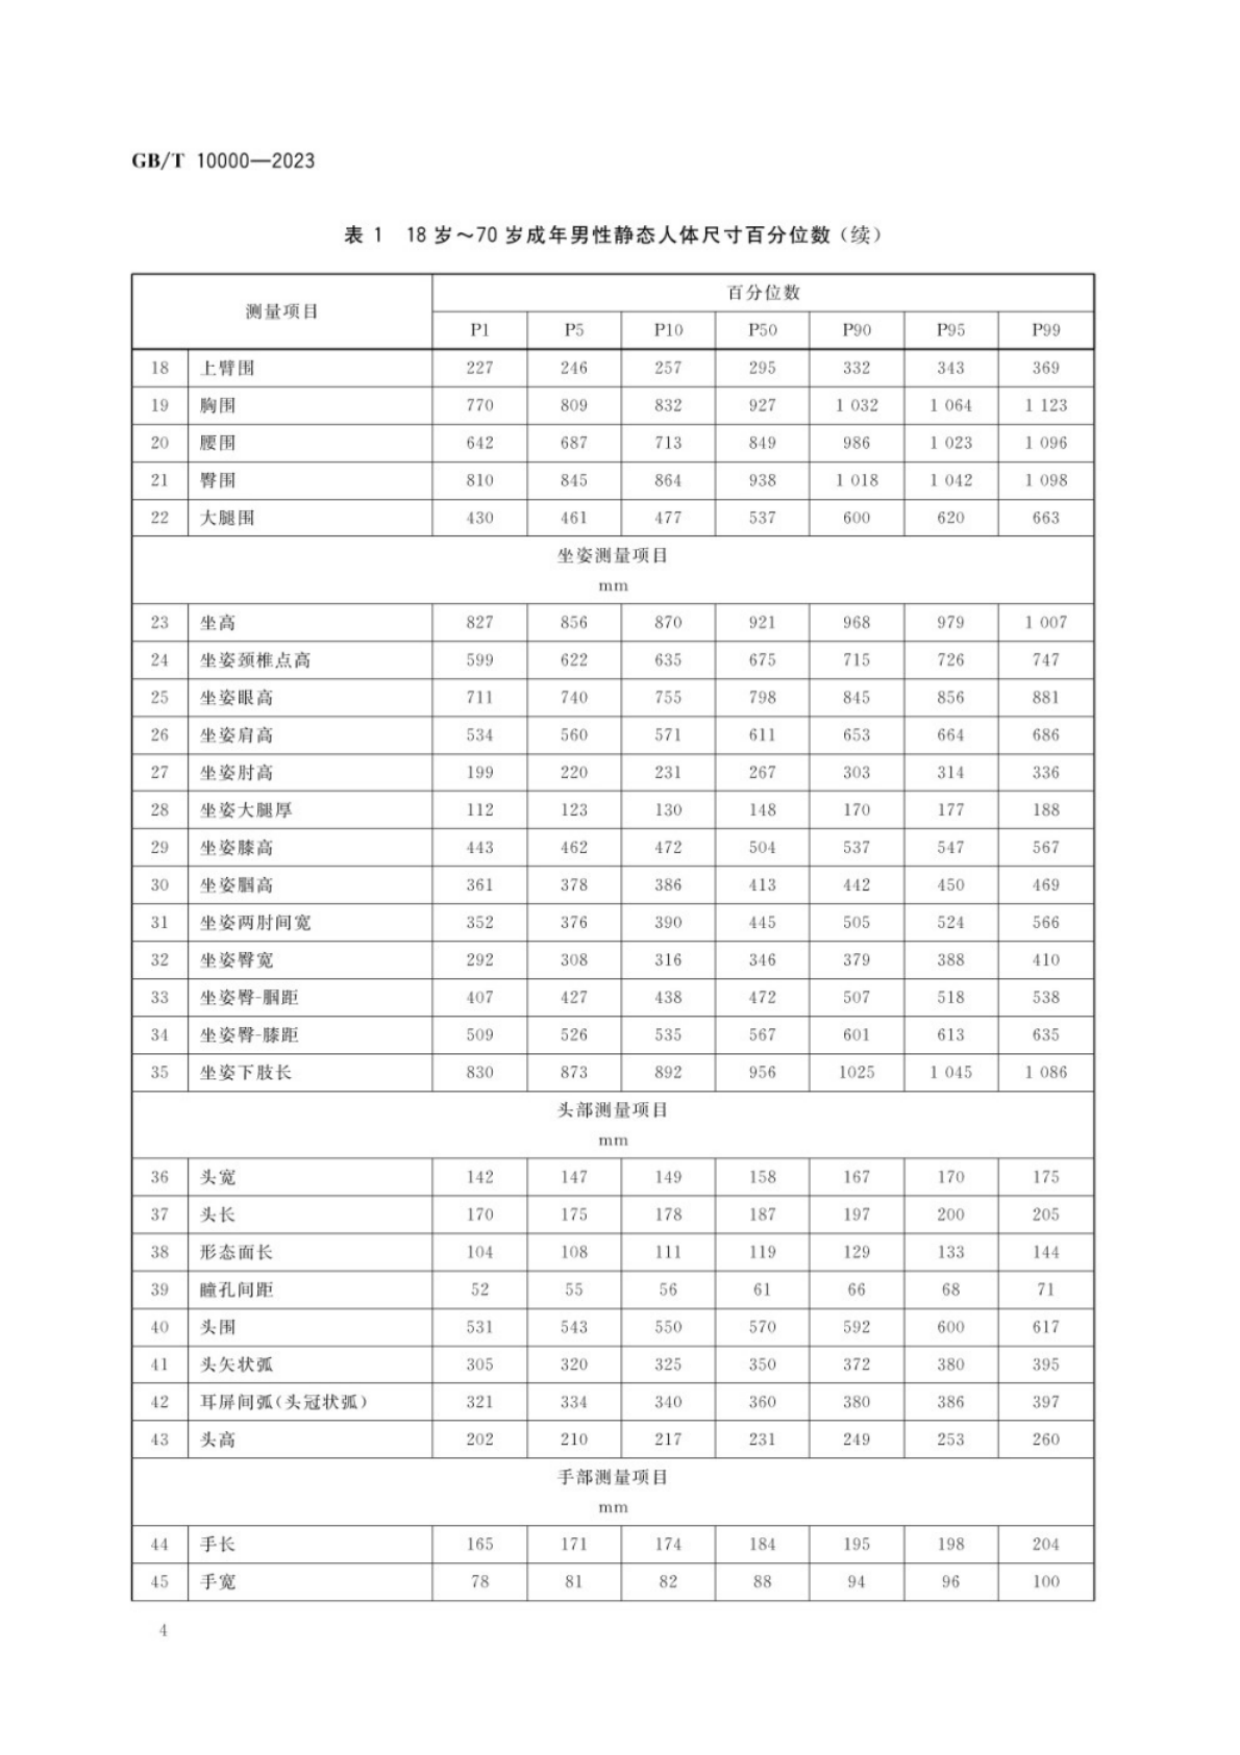 GB/T 10000—2023
表 1　18 岁～70 岁成年男性静态人体尺寸百分位数（续）
测量项目 百分位数
P1 P5 P10 P50 P90 P95 P99
18 上臂围 227 246 257 295 332 343 369
19 胸围 770 809 832 927 1 032 1 064 1 123
20 腰围 642 687 713 849 986 1 023 1 096
21 臀围 810 845 864 938 1 018 1 042 1 098
22 大腿围 430 461 477 537 600 620 663
坐姿测量项目
mm
23 坐高 827 856 870 921 968 979 1 007
24 坐姿颈椎点高 599 622 635 675 715 726 747
25 坐姿眼高 711 740 755 798 845 856 881
26 坐姿肩高 534 560 571 611 653 664 686
27 坐姿肘高 199 220 231 267 303 314 336
28 坐姿大腿厚 112 123 130 148 170 177 188
29 坐姿膝高 443 462 472 504 537 547 567
30 坐姿腘高 361 378 386 413 442 450 469
31 坐姿两肘间宽 352 376 390 445 505 524 566
32 坐姿臀宽 292 308 316 346 379 388 410
33 坐姿臀-腘距 407 427 438 472 507 518 538
34 坐姿臀-膝距 509 526 535 567 601 613 635
35 坐姿下肢长 830 873 892 956 1025 1 045 1 086
头部测量项目
mm
36 头宽 142 147 149 158 167 170 175
37 头长 170 175 178 187 197 200 205
38 形态面长 104 108 111 119 129 133 144
39 瞳孔间距 52 55 56 61 66 68 71
40 头围 531 543 550 570 592 600 617
41 头矢状弧 305 320 325 350 372 380 395
42 耳屏间弧（头冠状弧） 321 334 340 360 380 386 397
43 头高 202 210 217 231 249 253 260
手部测量项目
mm
44 手长 165 171 174 184 195 198 204
45 手宽 78 81 82 88 94 96 100
4